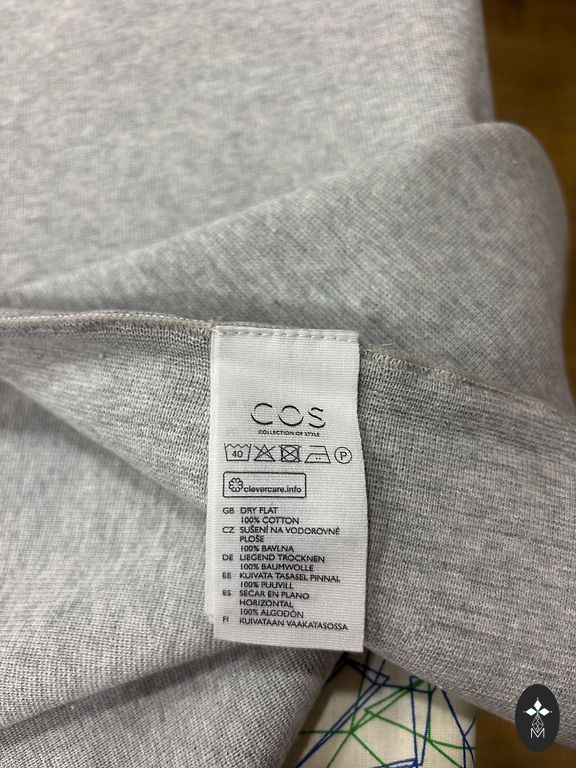 COS
COLLECTION OF STYLE
40 P
clevercare.info
GB DRY FLAT
100% COTTON
CZ SUŠENÍ NA VODOROVNÉ
PLOŠE
100% BAVLNA
DE LIEGEND TROCKNEN
100% BAUMWOLLE
EE KUIVATA TASASEL PINNAL
100% PUUVILL
ES SECAR EN PLANO
HORIZONTAL
100% ALGODÓN
FI KUIVATAAN VAAKATASOSSA
M